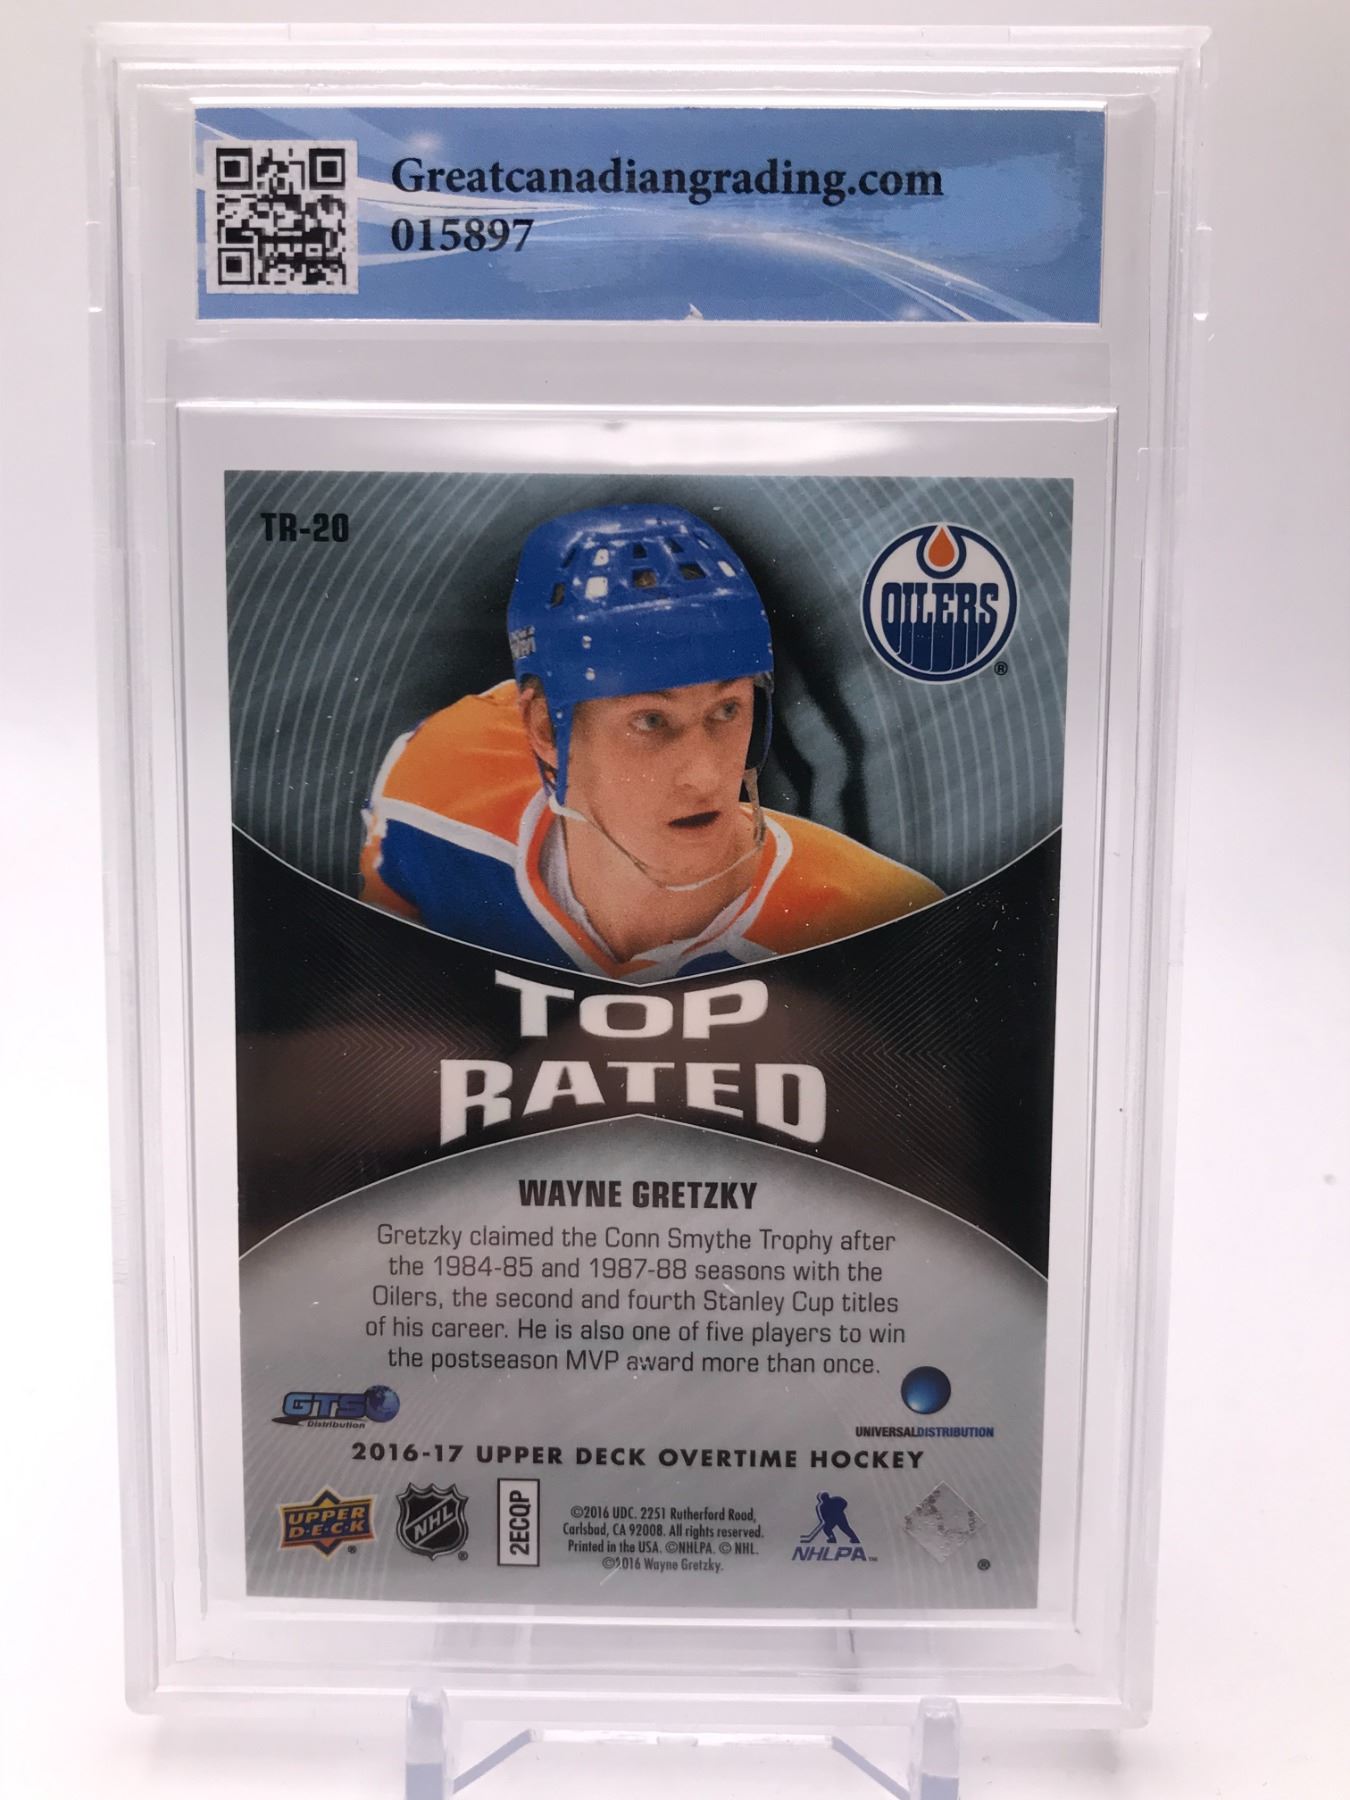 Greatcanadiangrading.com
015897
TR-20
OILERS
®
TOP
RATED
WAYNE GRETZKY
Gretzky claimed the Conn Smythe Trophy after
the 1984-85 and 1987-88 seasons with the
Oilers, the second and fourth Stanley Cup titles
of his career. He is also one of five players to win
the postseason MVP award more than once.
GTS
Distribution
UNIVERSALDISTRIBUTION
2016-17 UPPER DECK OVERTIME HOCKEY
UPPER
D·E·C·K
®
NHL
®
2ECQP
©2016 UDC. 2251 Rutherford Road,
Carlsbad, CA 92008. All rights reserved.
Printed in the USA. ©NHLPA. © NHL.
©2016 Wayne Gretzky.
NHLPA™
®